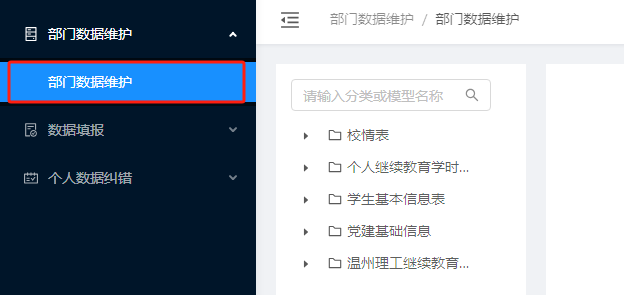 部门数据维护
部门数据维护 / 部门数据维护
部门数据维护
数据填报
个人数据纠错
请输入分类或模型名称
校情表
个人继续教育学时...
学生基本信息表
党建基础信息
温州理工继续教育...